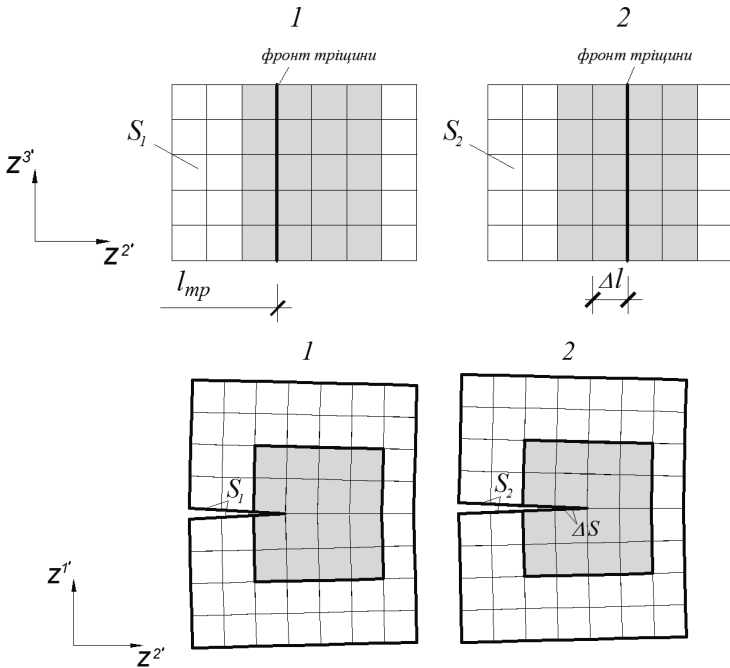 1
2
фронт тріщини
фронт тріщини
S₁
S₂
z³'
z²'
lтр
Δl
1
2
S₁
S₂
ΔS
z¹'
z²'